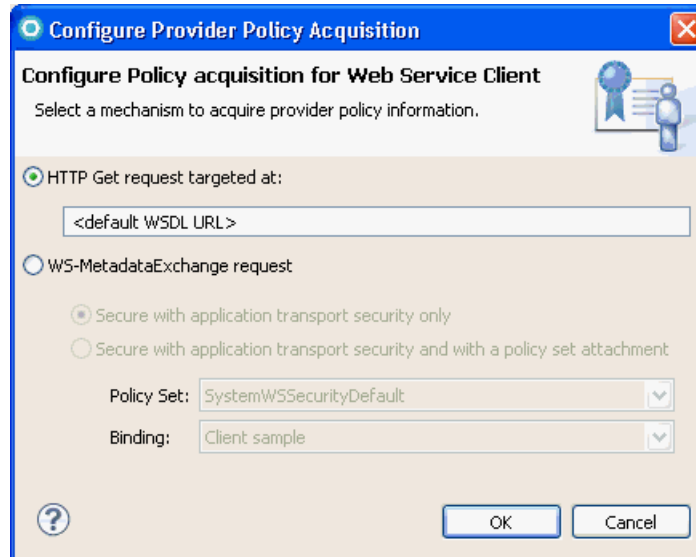 Configure Provider Policy Acquisition
Configure Policy acquisition for Web Service Client
Select a mechanism to acquire provider policy information.
HTTP Get request targeted at:
<default WSDL URL>
WS-MetadataExchange request
Secure with application transport security only
Secure with application transport security and with a policy set attachment
Policy Set: SystemWSSecurityDefault
Binding: Client sample
? OK Cancel